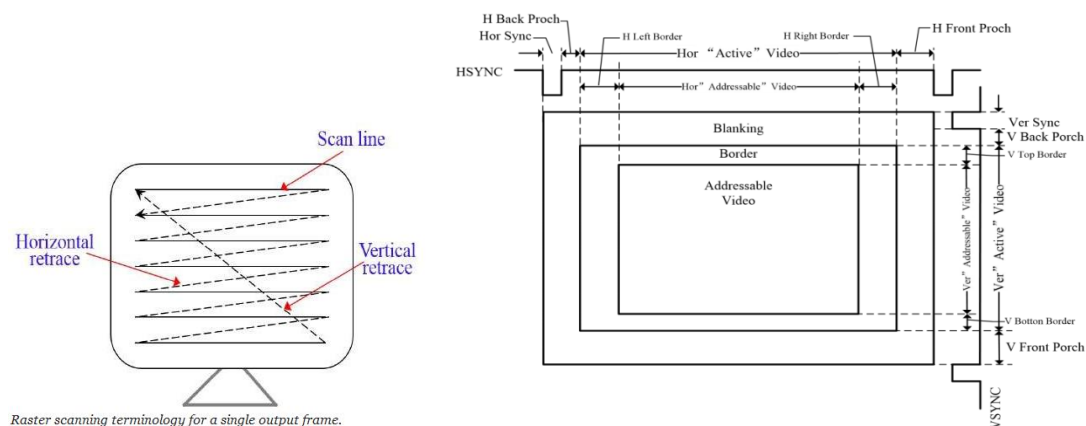 Scan line
Horizontal
retrace
Vertical
retrace
Raster scanning terminology for a single output frame.
H Back Proch
Hor Sync
H Left Border
H Right Border
H Front Proch
Hor “Active” Video
HSYNC
Hor“Addressable” Video
Blanking
Border
Addressable
Video
Ver Sync
V Back Porch
V Top Border
Ver” Addressable” Video
Ver” Active” Video
V Botton Border
V Front Porch
VSYNC